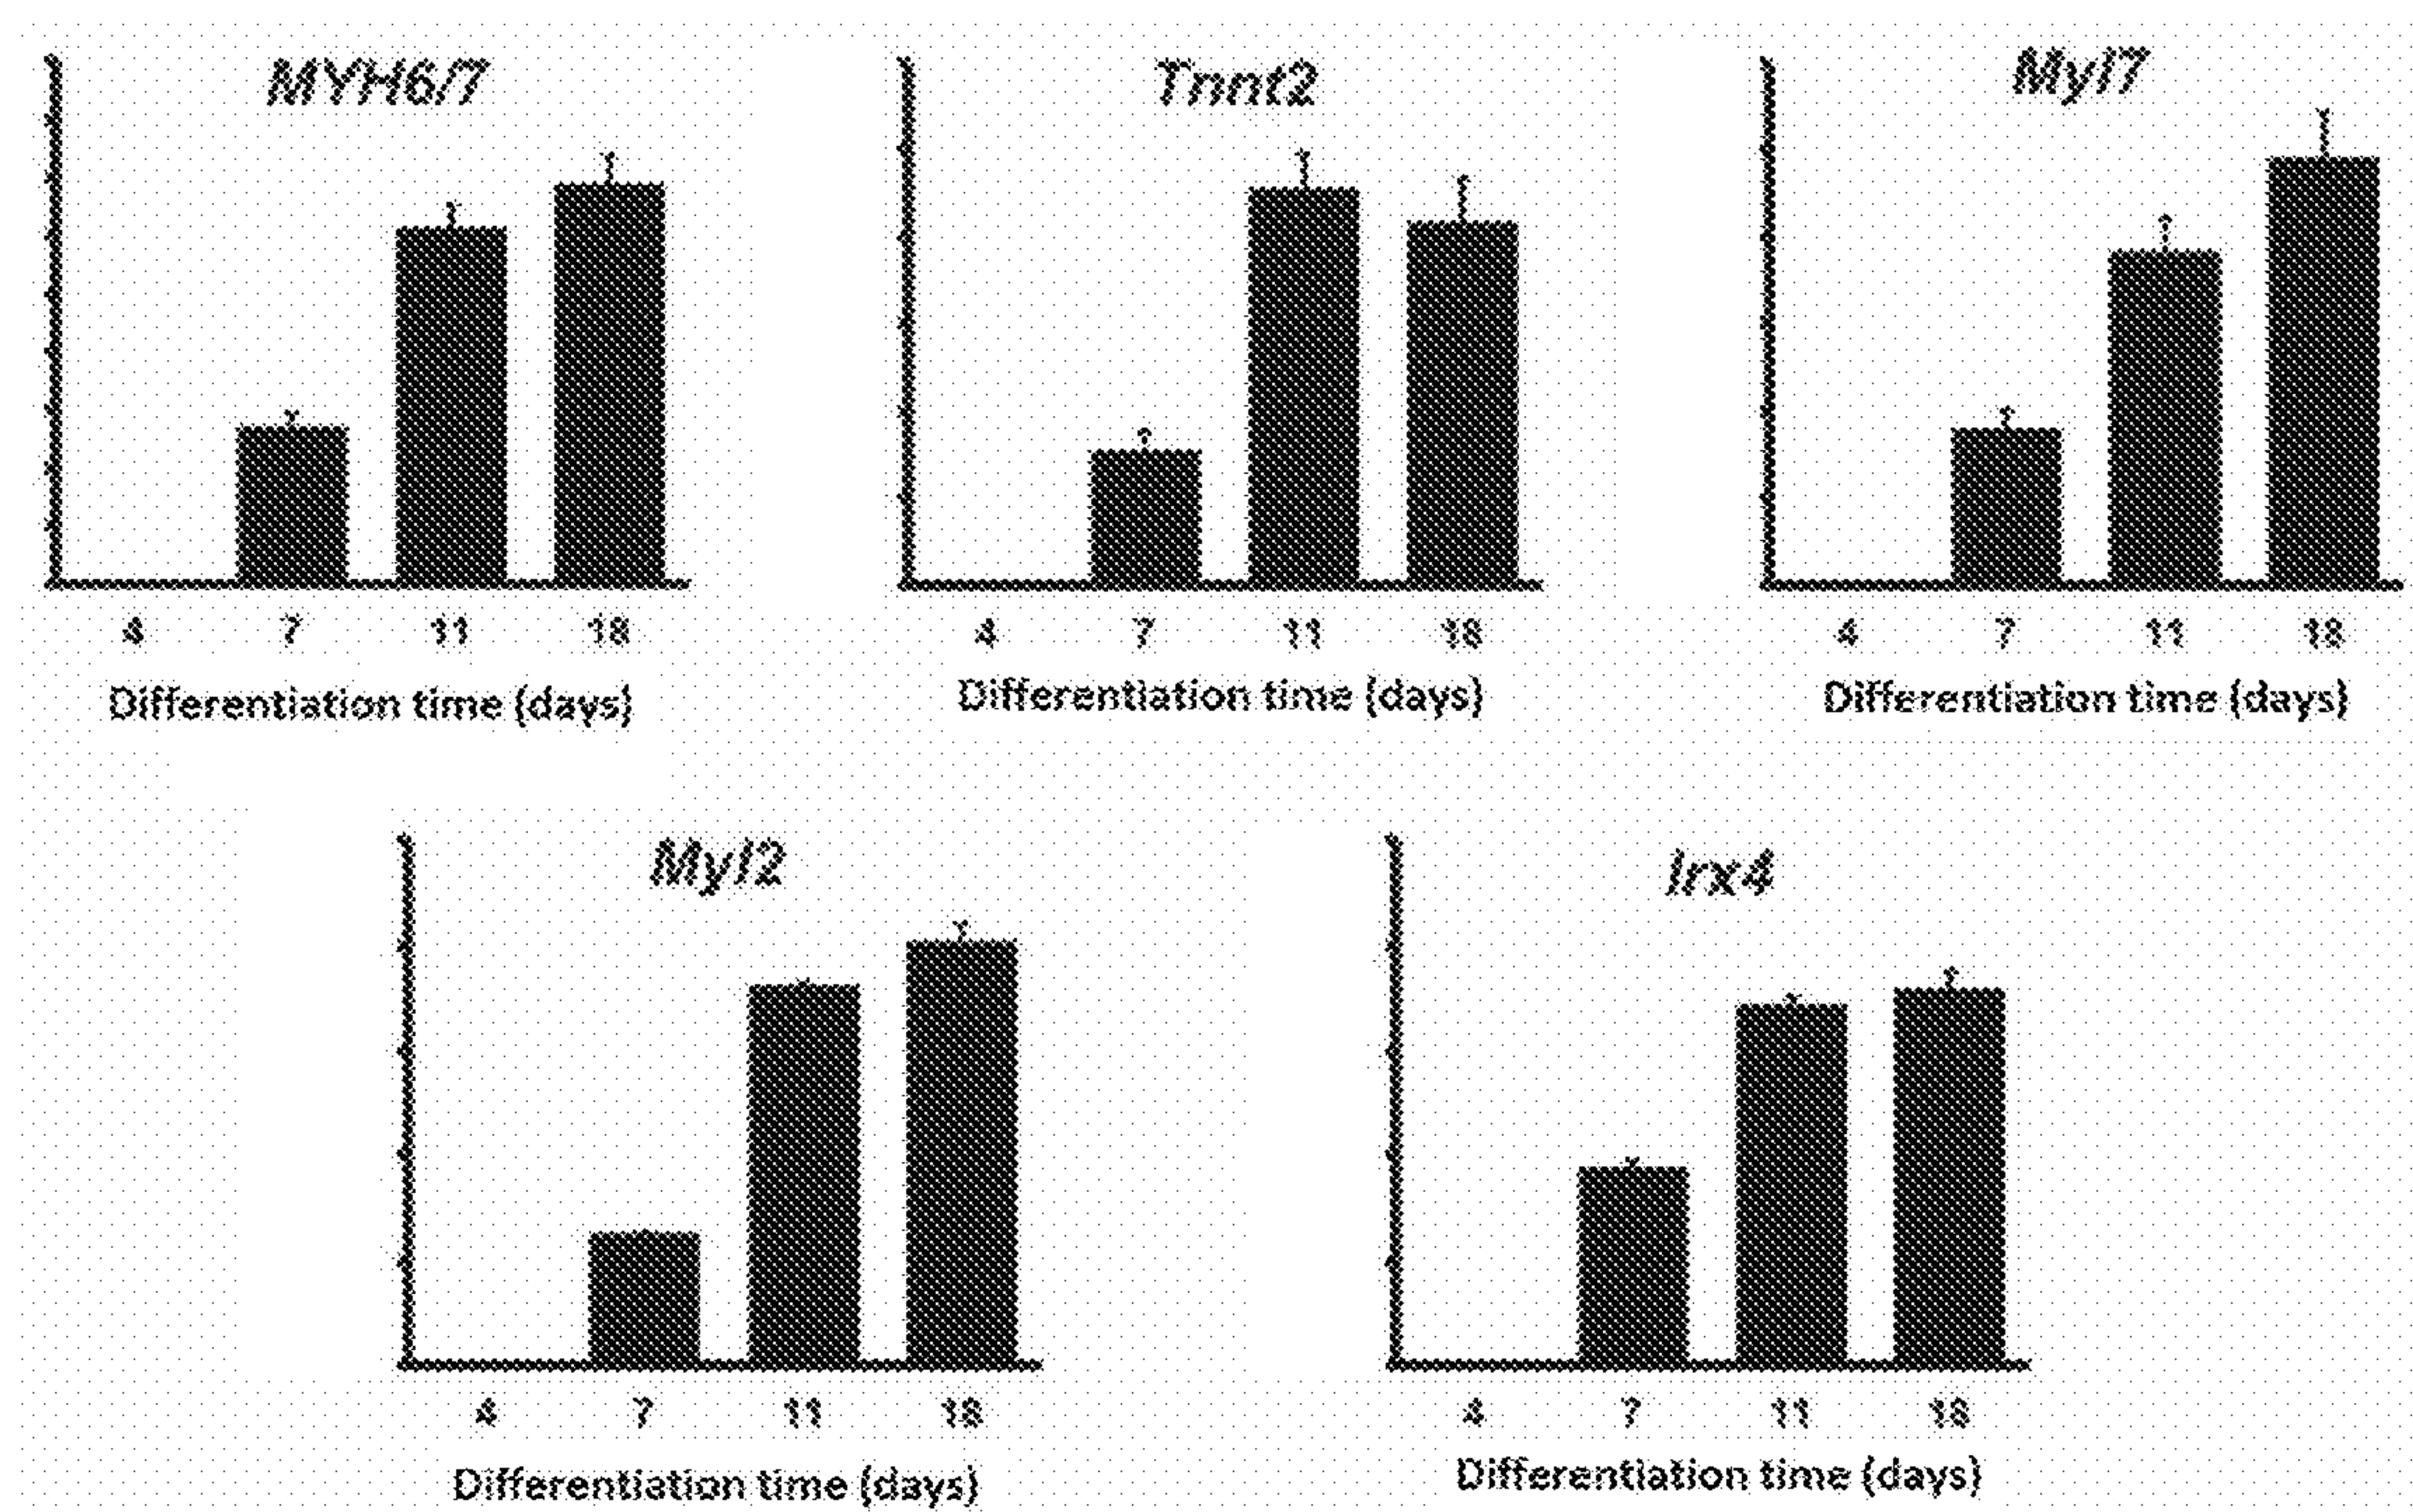 MYH6/7
Tnnt2
Myl7
4 7 11 18
4 7 11 18
4 7 11 18
Differentiation time (days)
Differentiation time (days)
Differentiation time (days)
Myl2
Irx4
4 7 11 18
4 7 11 18
Differentiation time (days)
Differentiation time (days)